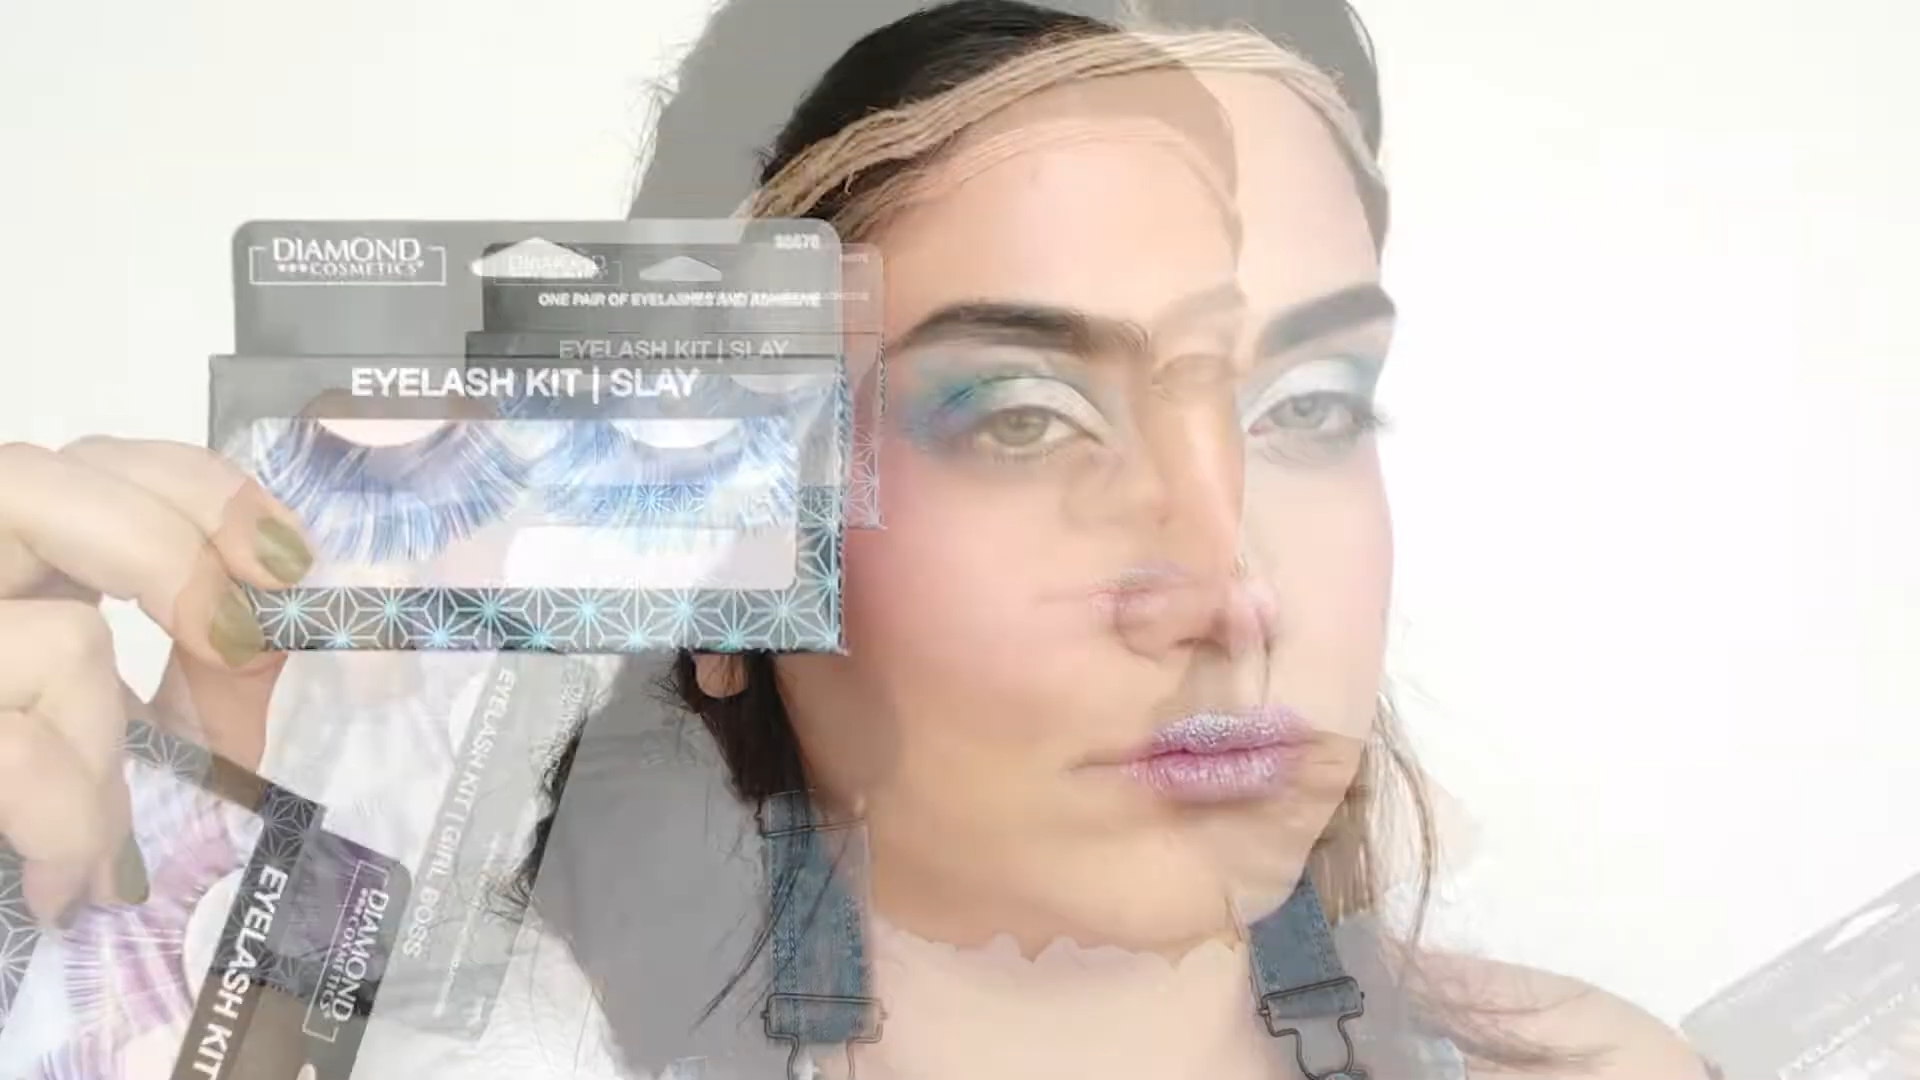 DIAMOND
COSMETICS
ONE PAIR OF EYELASHES AND ADHESIVE
EYELASH KIT | SLAY
DIAMOND
EYELASH KIT | SLAY
EYELASH KIT | GIRL BOSS
EYELASH KIT
DIAMOND
COSMETICS